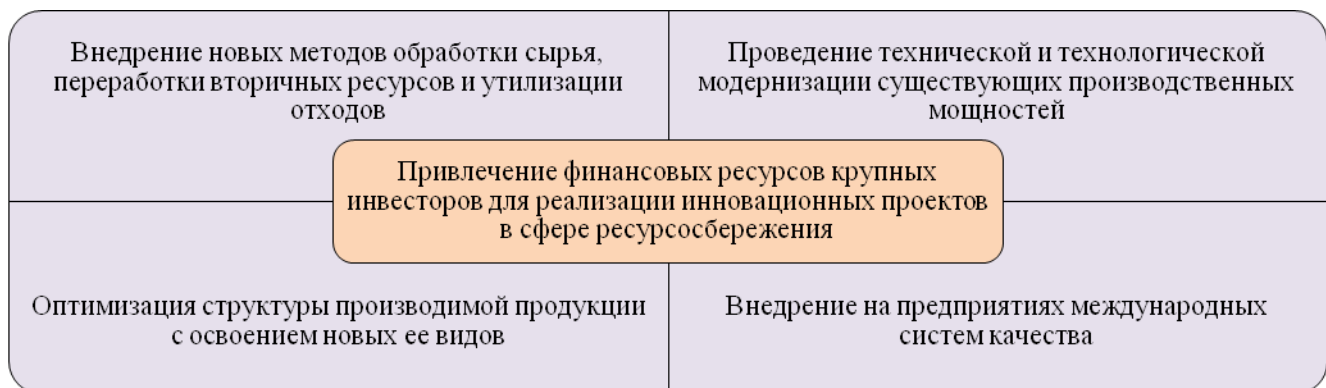 Внедрение новых методов обработки сырья,
переработки вторичных ресурсов и утилизации
отходов
Проведение технической и технологической
модернизации существующих производственных
мощностей
Привлечение финансовых ресурсов крупных
инвесторов для реализации инновационных проектов
в сфере ресурсосбережения
Оптимизация структуры производимой продукции
с освоением новых ее видов
Внедрение на предприятиях международных
систем качества